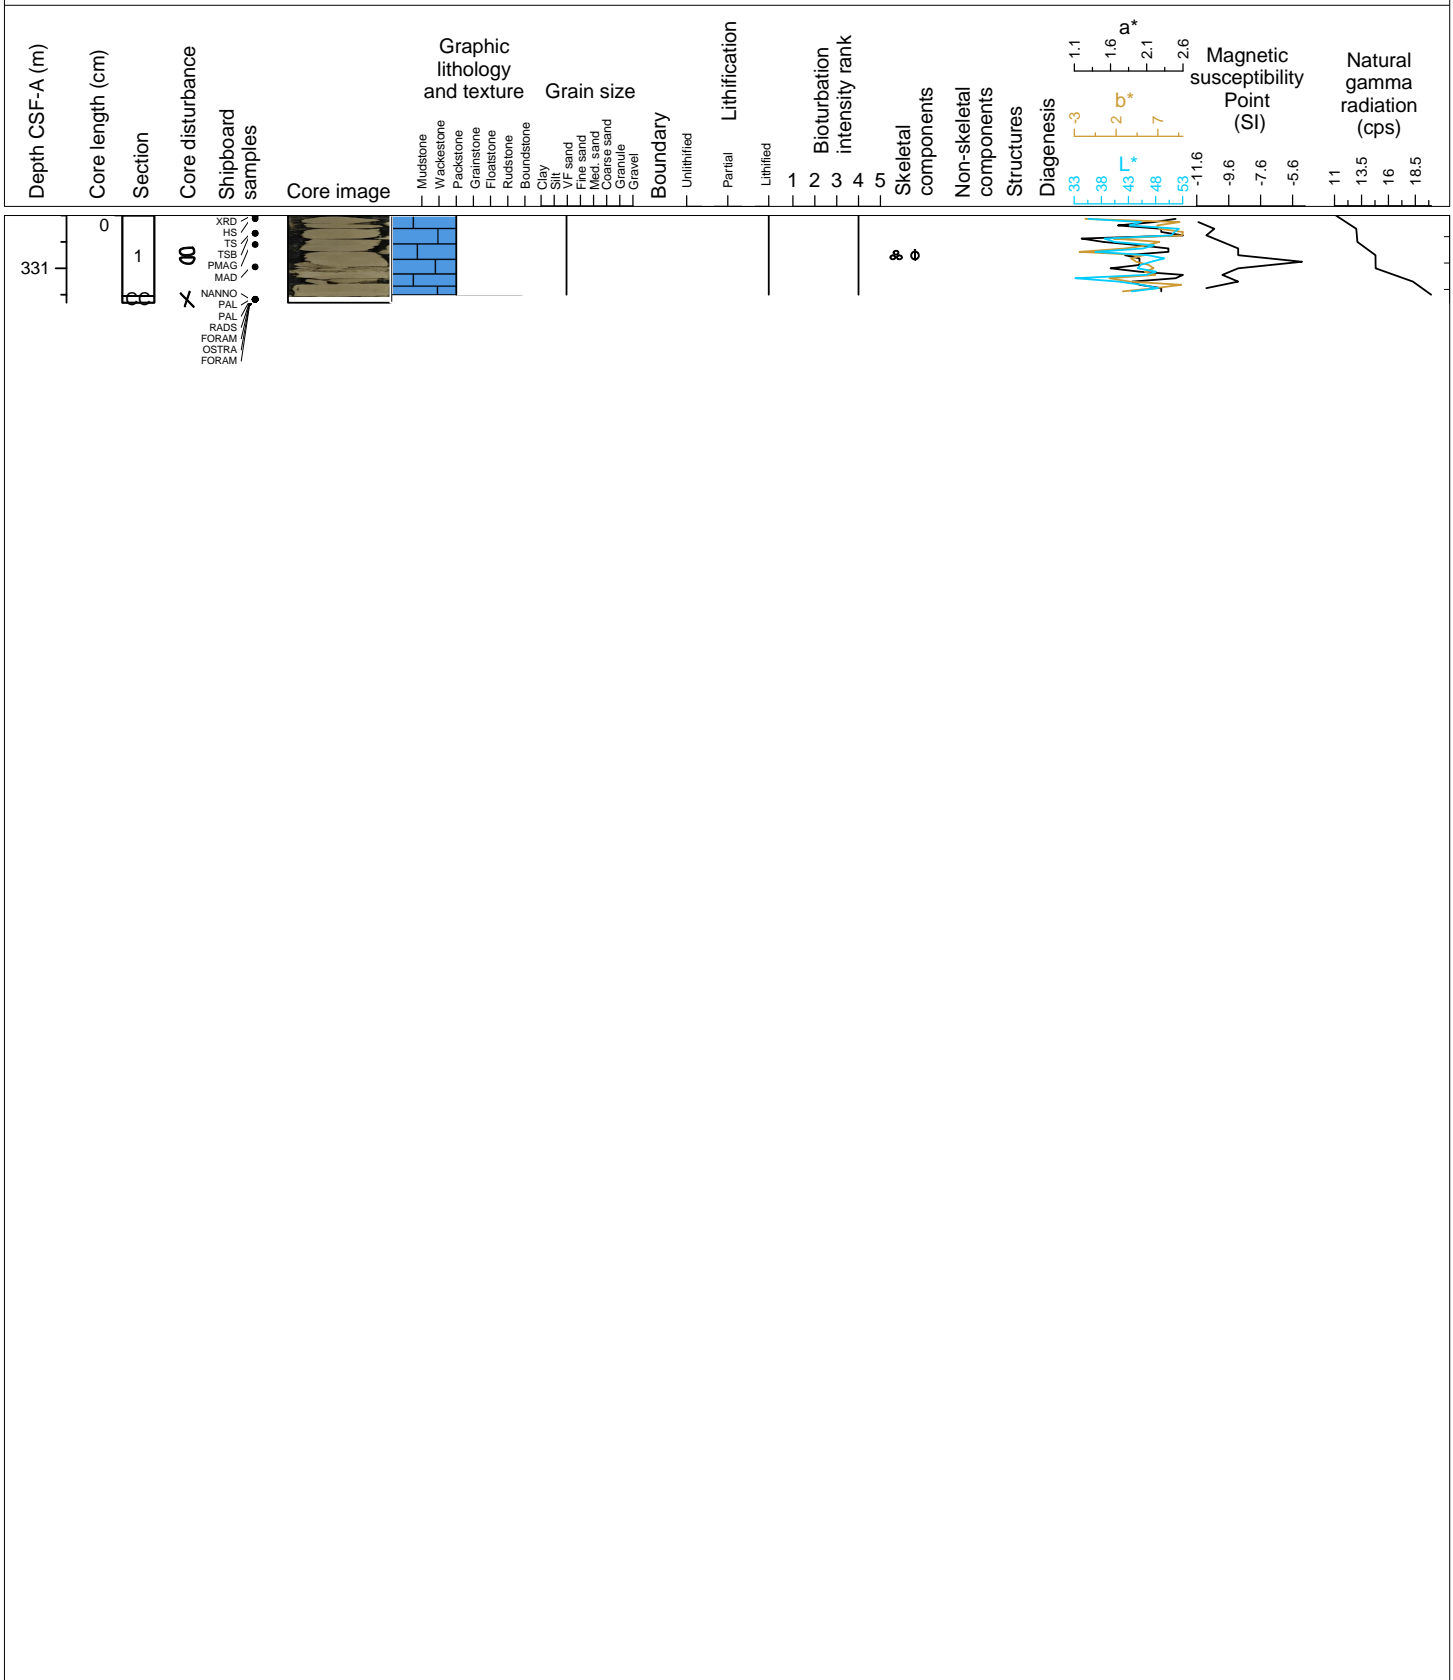 Depth CSF-A (m)
Core length (cm)
Section
Core disturbance
Shipboard
samples
Core image
Graphic
lithology
and texture
Mudstone
Wackestone
Packstone
Grainstone
Floatstone
Rudstone
Boundstone
Grain size
Clay
Silt
VF sand
Fine sand
Med. sand
Coarse sand
Granule
Gravel
Boundary
Lithification
Unlithified
Partial
Lithified
Bioturbation
intensity rank
1 2 3 4 5
Skeletal
components
Non-skeletal
components
Structures
Diagenesis
a*
1.1 1.6 2.1 2.6
b*
-3 2 7
L*
33 38 43 48 53
Magnetic
susceptibility
Point
(SI)
-11.6 -9.6 -7.6 -5.6
Natural
gamma
radiation
(cps)
11 13.5 16 18.5
331
0
1
CC
XRD
HS
TS
TSB
PMAG
MAD
NANNO
PAL
PAL
RADS
FORAM
OSTRA
FORAM